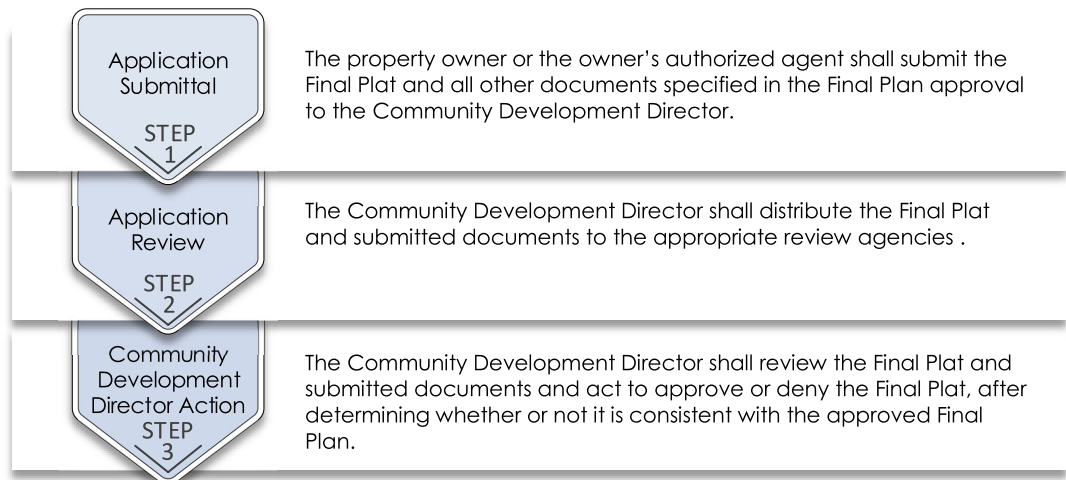 Application
Submittal
STEP
1
The property owner or the owner’s authorized agent shall submit the
Final Plat and all other documents specified in the Final Plan approval
to the Community Development Director.
Application
Review
STEP
2
The Community Development Director shall distribute the Final Plat
and submitted documents to the appropriate review agencies .
Community
Development
Director Action
STEP
3
The Community Development Director shall review the Final Plat and
submitted documents and act to approve or deny the Final Plat, after
determining whether or not it is consistent with the approved Final
Plan.